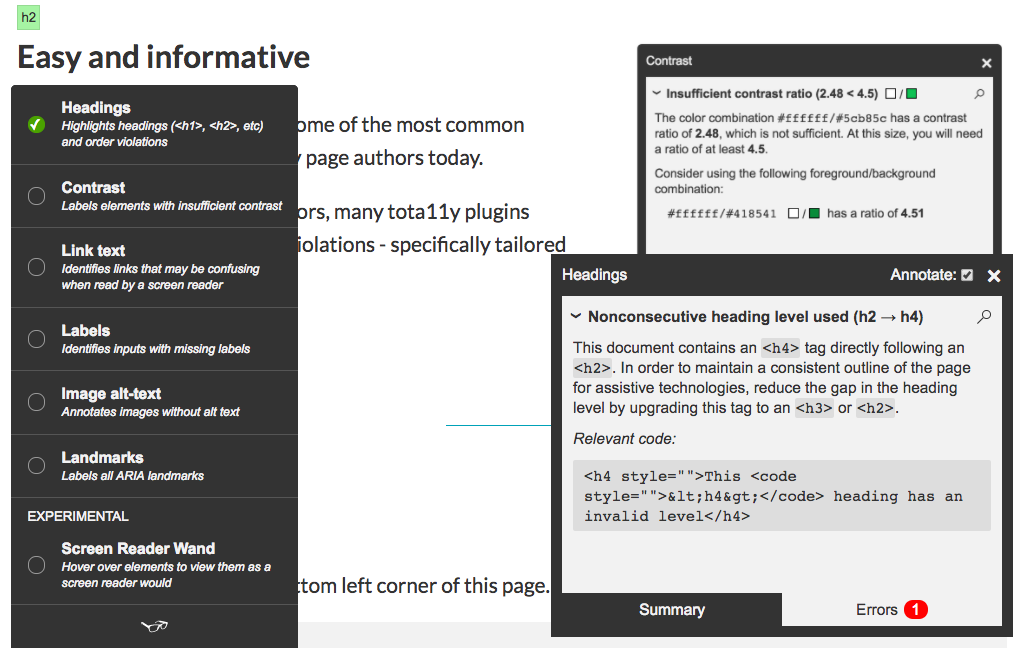 h2
Easy and informative
Headings
Highlights headings (<h1>, <h2>, etc)
and order violations
Contrast
Labels elements with insufficient contrast
Link text
Identifies links that may be confusing
when read by a screen reader
Labels
Identifies inputs with missing labels
Image alt-text
Annotates images without alt text
Landmarks
Labels all ARIA landmarks
EXPERIMENTAL
Screen Reader Wand
Hover over elements to view them as a
screen reader would
ome of the most common
page authors today.
ors, many tota11y plugins
iolations - specifically tailored
ttom left corner of this page.
Contrast
Insufficient contrast ratio (2.48 < 4.5) /
The color combination #ffffff/#5cb85c has a contrast
ratio of 2.48, which is not sufficient. At this size, you will need
a ratio of at least 4.5.
Consider using the following foreground/background
combination:
#ffffff/#418541 / has a ratio of 4.51
Headings Annotate:
Nonconsecutive heading level used (h2 → h4)
This document contains an <h4> tag directly following an
<h2>. In order to maintain a consistent outline of the page
for assistive technologies, reduce the gap in the heading
level by upgrading this tag to an <h3> or <h2>.
Relevant code:
<h4 style="">This <code
style="">&lt;h4&gt;</code> heading has an
invalid level</h4>
Summary Errors 1